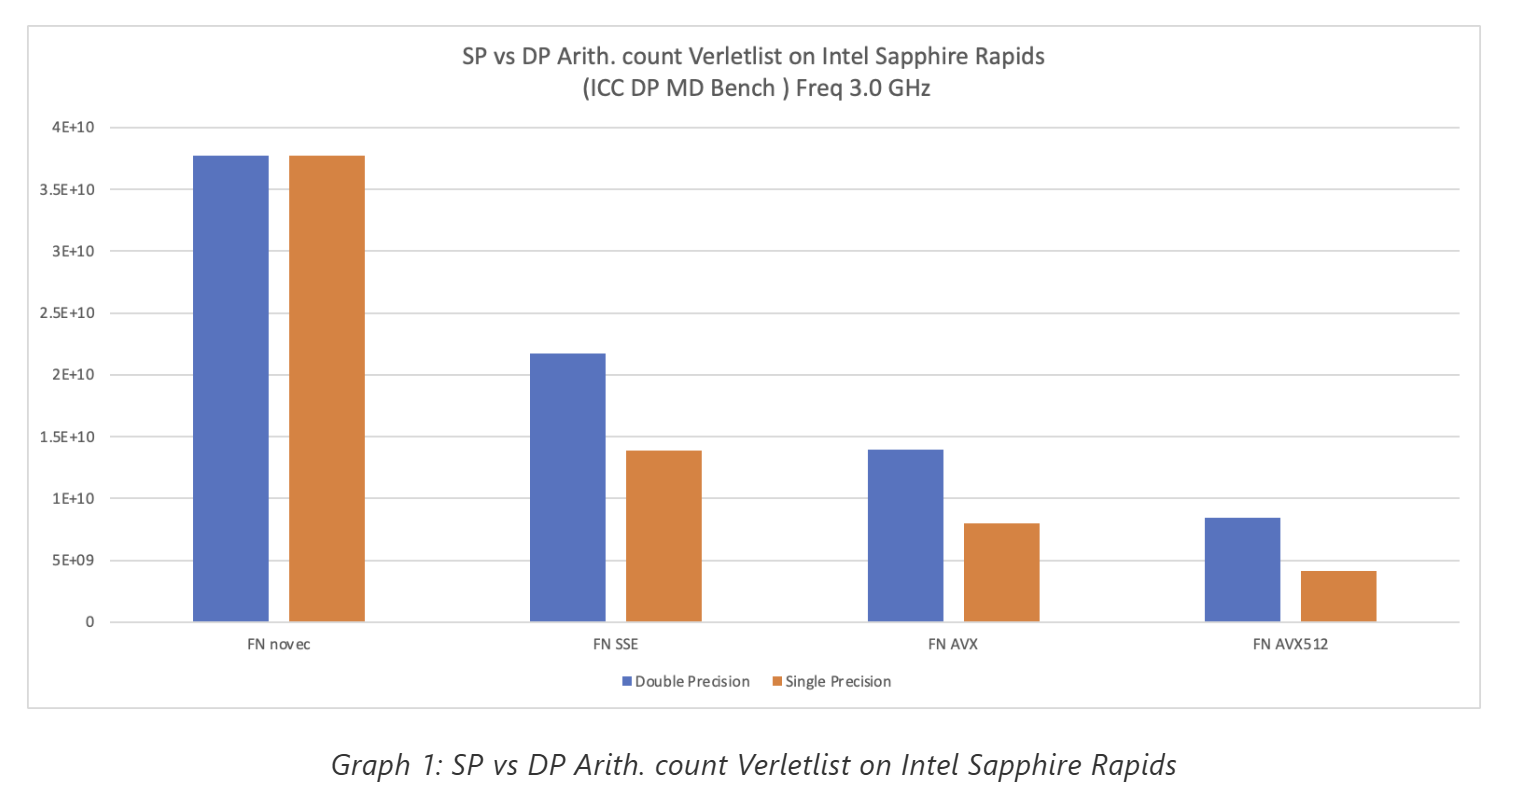 SP vs DP Arith. count Verletlist on Intel Sapphire Rapids
(ICC DP MD Bench ) Freq 3.0 GHz
4E+10
3.5E+10
3E+10
2.5E+10
2E+10
1.5E+10
1E+10
5E+09
0
FN novec FN SSE FN AVX FN AVX512
Double Precision Single Precision
Graph 1: SP vs DP Arith. count Verletlist on Intel Sapphire Rapids